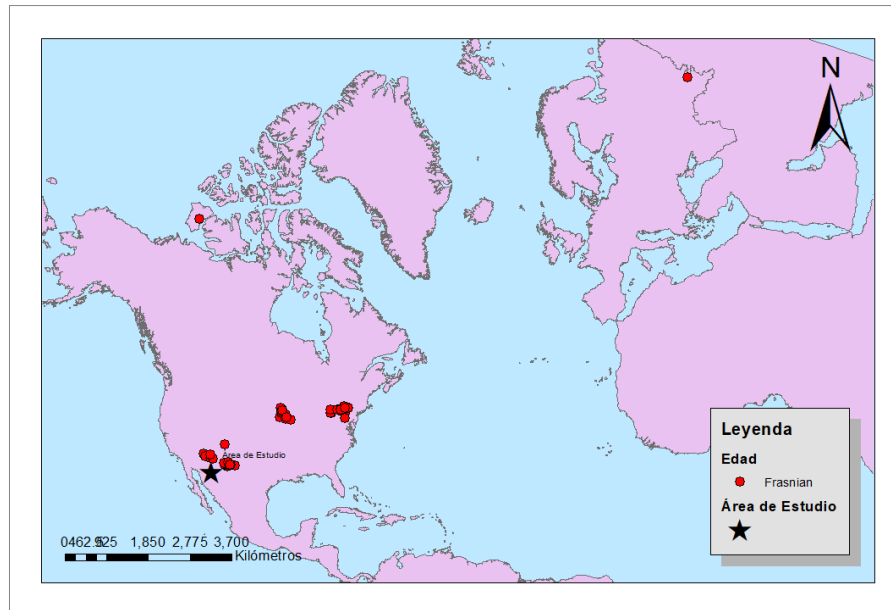 N
Área de Estudio
Leyenda
Edad
Frasnian
Área de Estudio
1,850 2,775 3,700
Kilómetros